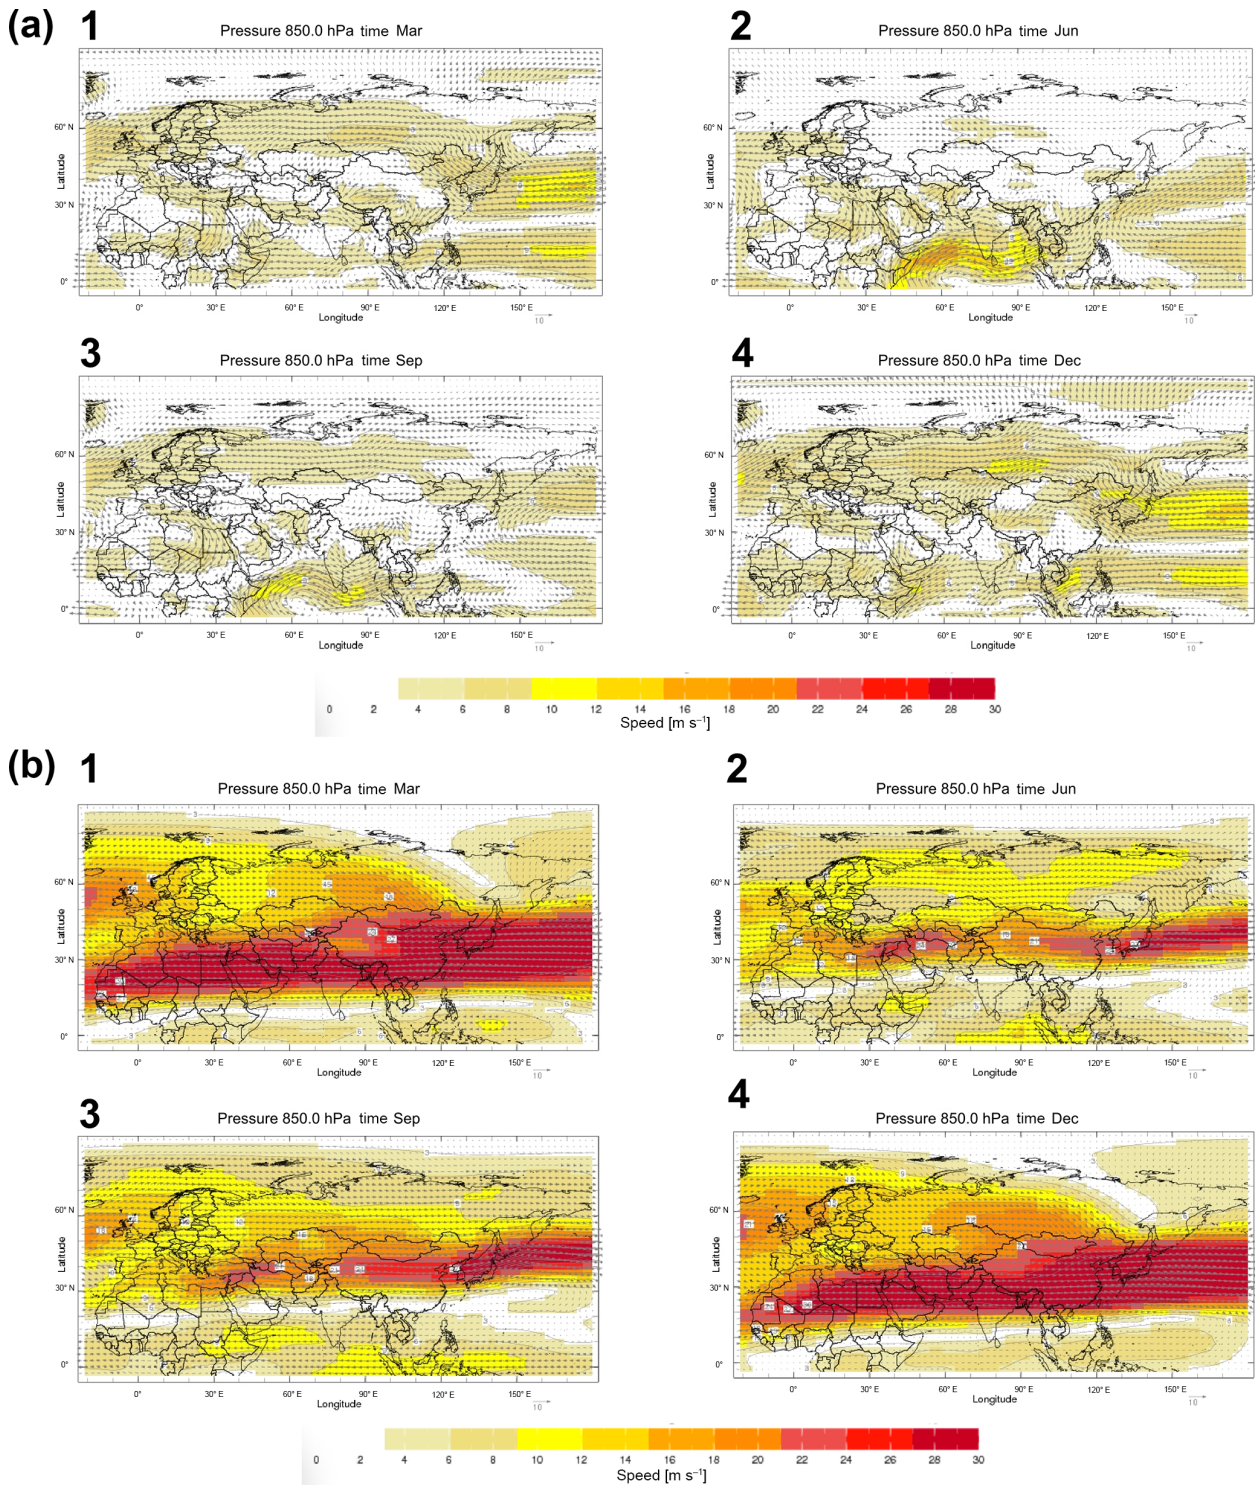 (a)
1
Pressure 850.0 hPa time Mar
2
Pressure 850.0 hPa time Jun
Latitude
60° N
30° N
0°
0°
30° E
60° E
90° E
120° E
150° E
Longitude
10
Latitude
60° N
30° N
0°
0°
30° E
60° E
90° E
120° E
150° E
Longitude
10
3
Pressure 850.0 hPa time Sep
4
Pressure 850.0 hPa time Dec
Latitude
60° N
30° N
0°
0°
30° E
60° E
90° E
120° E
150° E
Longitude
10
Latitude
60° N
30° N
0°
0°
30° E
60° E
90° E
120° E
150° E
Longitude
10
0 2 4 6 8 10 12 14 16 18 20 22 24 26 28 30
Speed [m s⁻¹]
(b)
1
Pressure 850.0 hPa time Mar
2
Pressure 850.0 hPa time Jun
Latitude
60° N
30° N
0°
0°
30° E
60° E
90° E
120° E
150° E
Longitude
10
Latitude
60° N
30° N
0°
0°
30° E
60° E
90° E
120° E
150° E
Longitude
10
3
Pressure 850.0 hPa time Sep
4
Pressure 850.0 hPa time Dec
Latitude
60° N
30° N
0°
0°
30° E
60° E
90° E
120° E
150° E
Longitude
10
Latitude
60° N
30° N
0°
0°
30° E
60° E
90° E
120° E
150° E
Longitude
10
0 2 4 6 8 10 12 14 16 18 20 22 24 26 28 30
Speed [m s⁻¹]